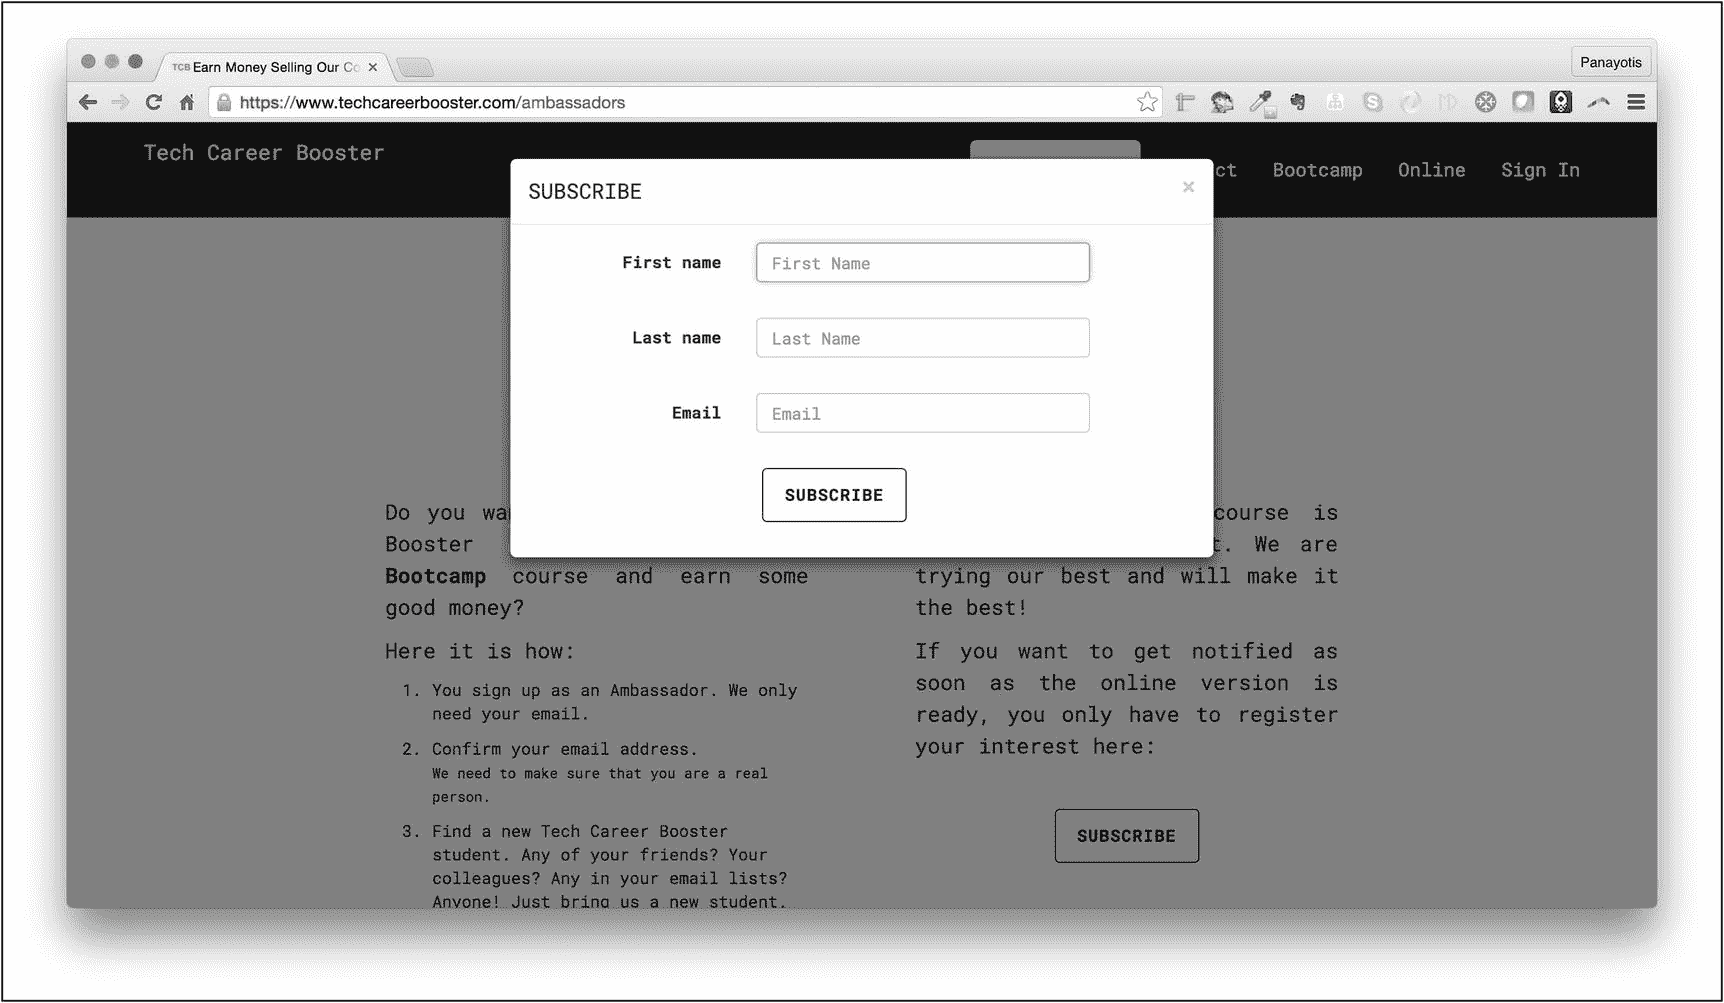 TCB Earn Money Selling Our Co
Panayotis
https://www.techcareerbooster.com/ambassadors
Tech Career Booster
ct Bootcamp Online Sign In
SUBSCRIBE
First name First Name
Last name Last Name
Email Email
SUBSCRIBE
Do you wa
Booster
Bootcamp course and earn some
good money?
Here it is how:
1. You sign up as an Ambassador. We only
need your email.
2. Confirm your email address.
We need to make sure that you are a real
person.
3. Find a new Tech Career Booster
student. Any of your friends? Your
colleagues? Any in your email lists?
Anyone! Just bring us a new student.
course is
t. We are
trying our best and will make it
the best!
If you want to get notified as
soon as the online version is
ready, you only have to register
your interest here:
SUBSCRIBE